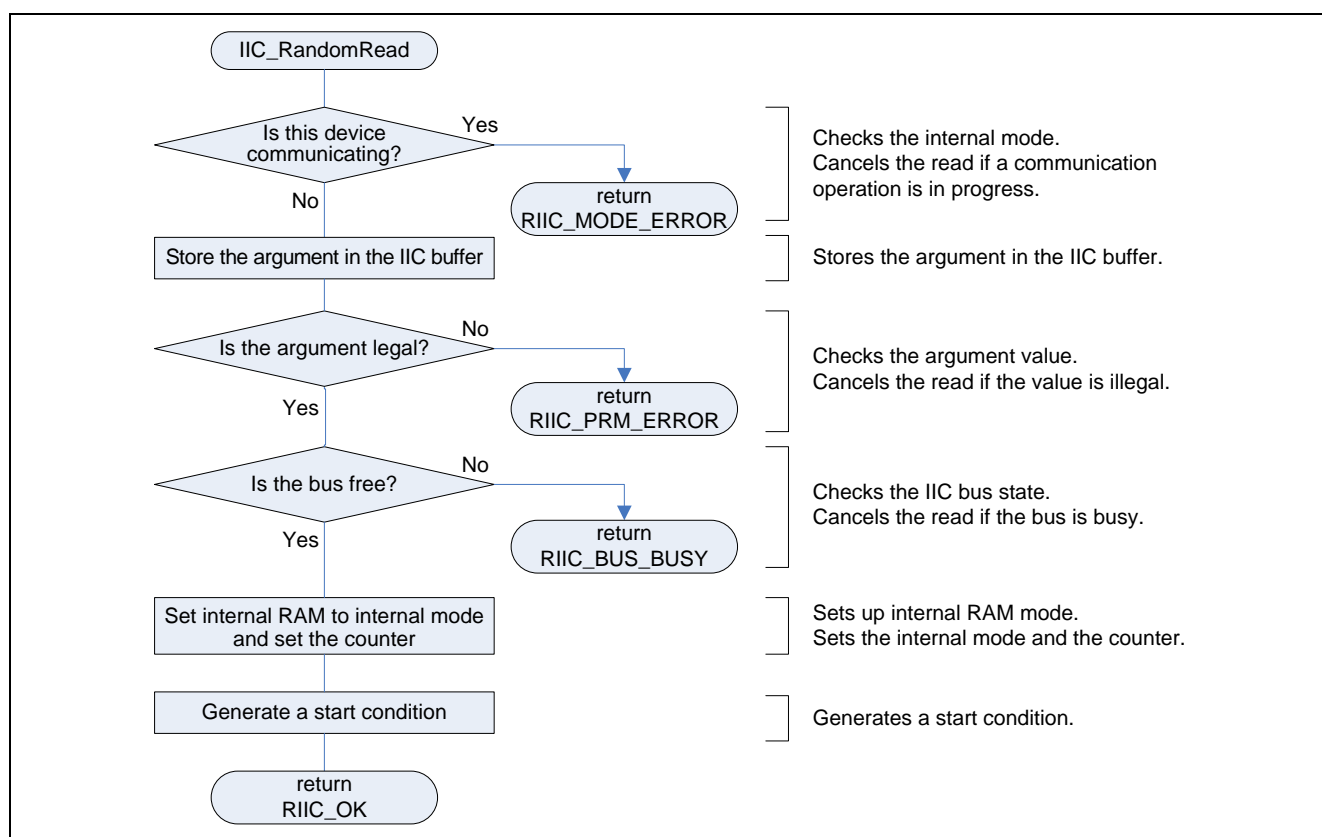 IIC_RandomRead
Is this device
communicating?
Yes
No
return
RIIC_MODE_ERROR
Checks the internal mode.
Cancels the read if a communication
operation is in progress.
Store the argument in the IIC buffer
Stores the argument in the IIC buffer.
Is the argument legal?
No
Yes
return
RIIC_PRM_ERROR
Checks the argument value.
Cancels the read if the value is illegal.
Is the bus free?
No
Yes
return
RIIC_BUS_BUSY
Checks the IIC bus state.
Cancels the read if the bus is busy.
Set internal RAM to internal mode
and set the counter
Sets up internal RAM mode.
Sets the internal mode and the counter.
Generate a start condition
Generates a start condition.
return
RIIC_OK